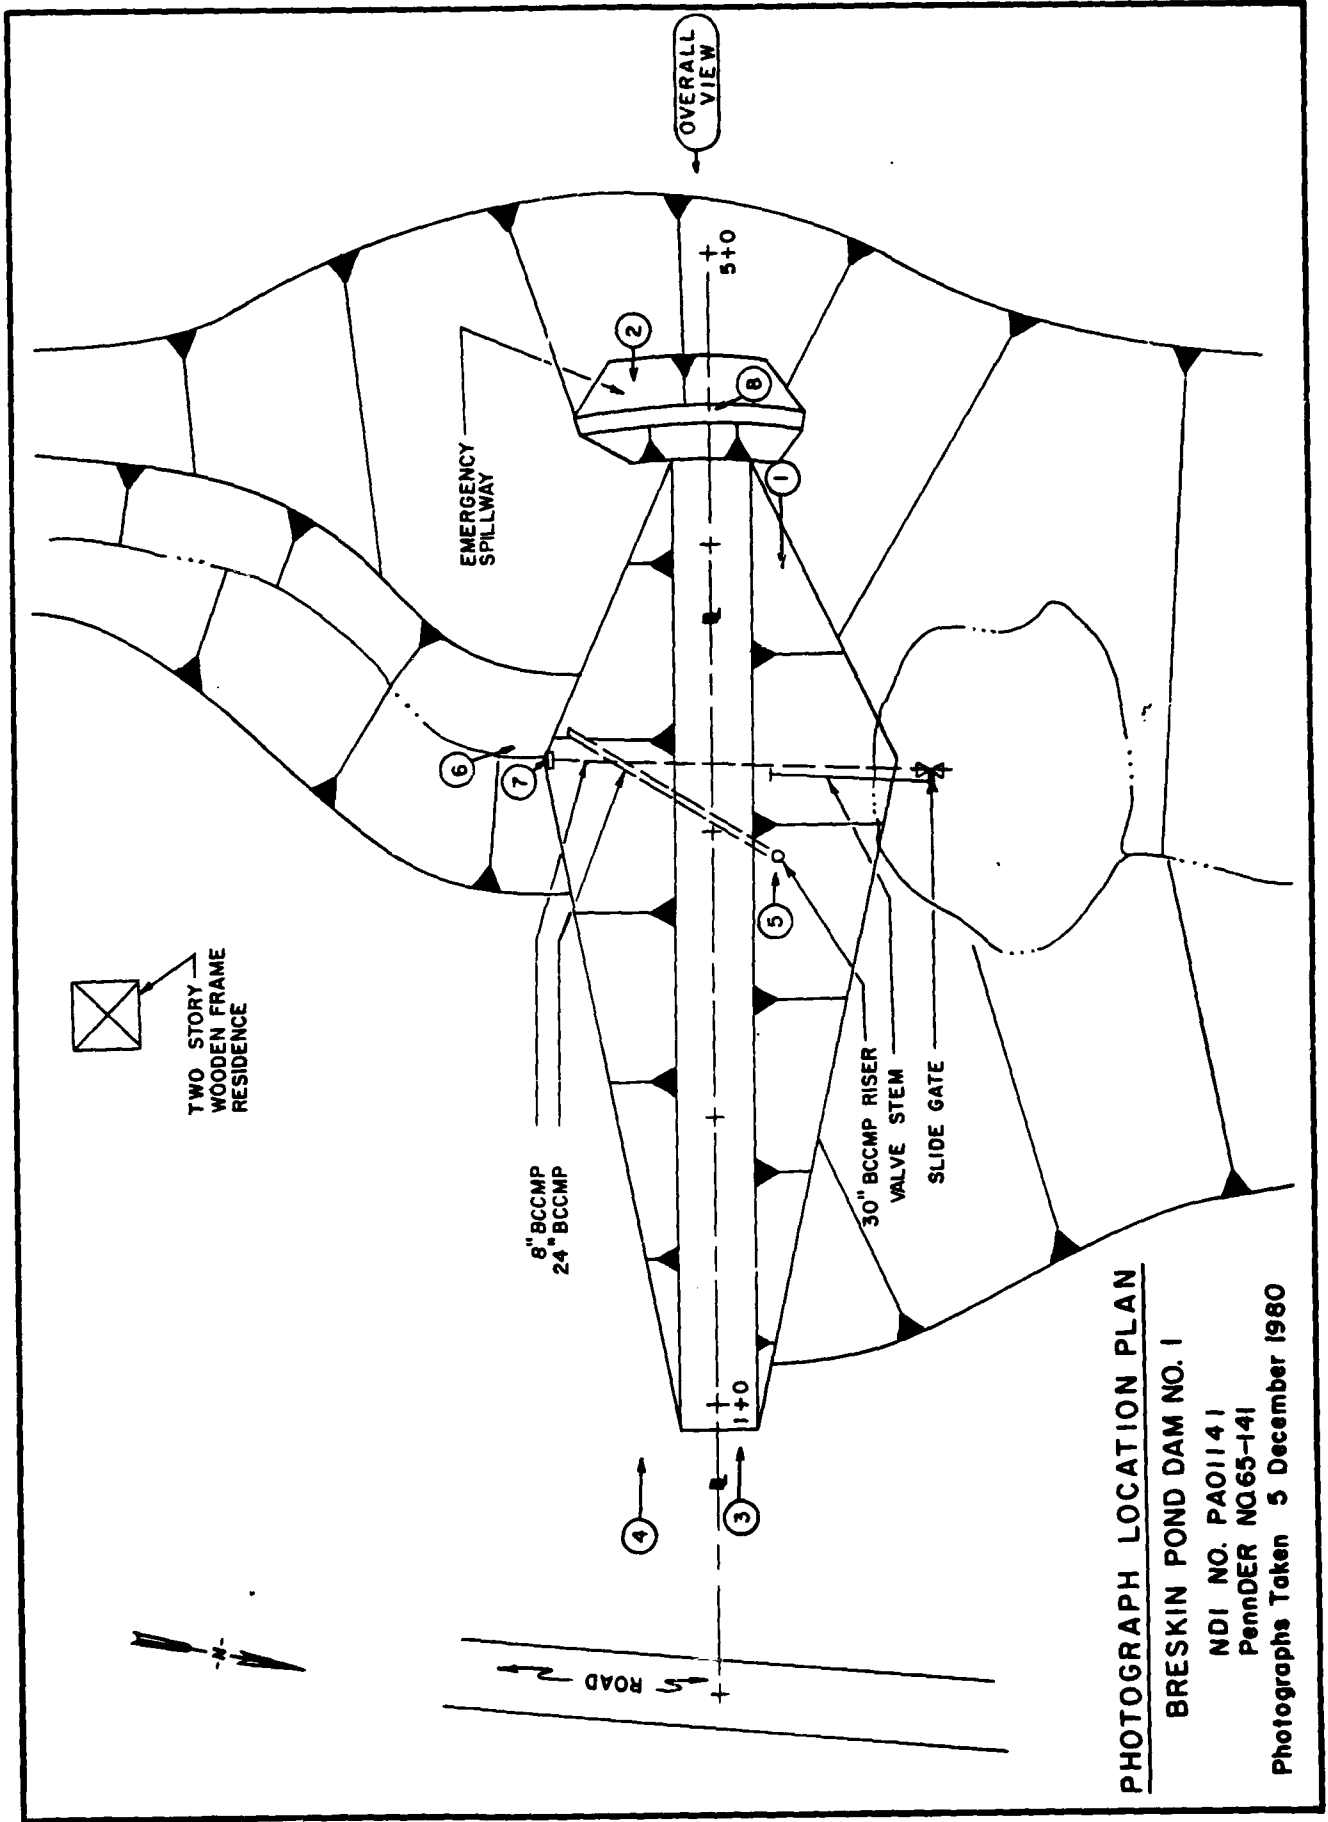 OVERALL
VIEW
5+0
2
8
1
EMERGENCY
SPILLWAY
6
7
5
TWO STORY
WOODEN FRAME
RESIDENCE
8" BCCMP
24" BCCMP
30" BCCMP RISER
VALVE STEM
SLIDE GATE
1+0
4
3
-N-
ROAD
PHOTOGRAPH LOCATION PLAN
BRESKIN POND DAM NO. 1
NDI NO. PA01141
PennDER NO.65-141
Photographs Taken 5 December 1980